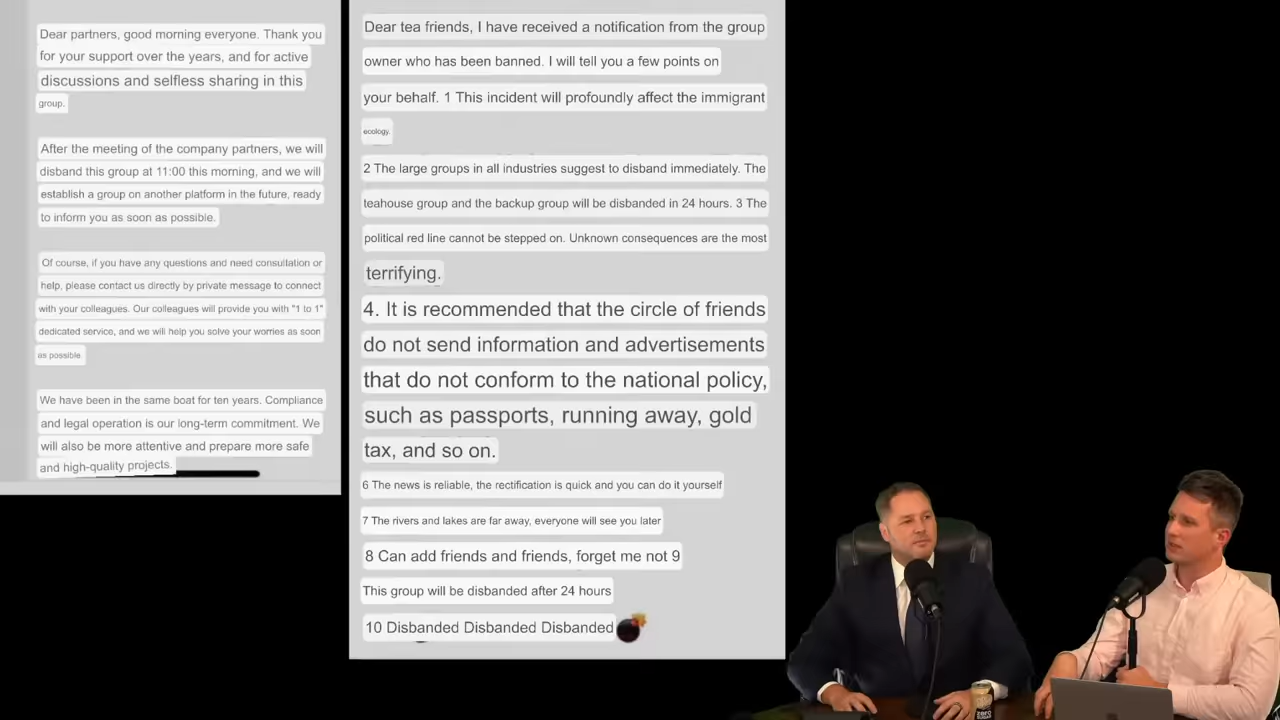 Dear partners, good morning everyone. Thank you
for your support over the years, and for active
discussions and selfless sharing in this
group.
After the meeting of the company partners, we will
disband this group at 11:00 this morning, and we will
establish a group on another platform in the future, ready
to inform you as soon as possible.
Of course, if you have any questions and need consultation or
help, please contact us directly by private message to connect
with your colleagues. Our colleagues will provide you with "1 to 1"
dedicated service, and we will help you solve your worries as soon
as possible.
We have been in the same boat for ten years. Compliance
and legal operation is our long-term commitment. We
will also be more attentive and prepare more safe
and high-quality projects.
Dear tea friends, I have received a notification from the group
owner who has been banned. I will tell you a few points on
your behalf. 1 This incident will profoundly affect the immigrant
ecology.
2 The large groups in all industries suggest to disband immediately. The
teahouse group and the backup group will be disbanded in 24 hours. 3 The
political red line cannot be stepped on. Unknown consequences are the most
terrifying.
4. It is recommended that the circle of friends
do not send information and advertisements
that do not conform to the national policy,
such as passports, running away, gold
tax, and so on.
6 The news is reliable, the rectification is quick and you can do it yourself
7 The rivers and lakes are far away, everyone will see you later
8 Can add friends and friends, forget me not 9
This group will be disbanded after 24 hours
10 Disbanded Disbanded Disbanded
zero